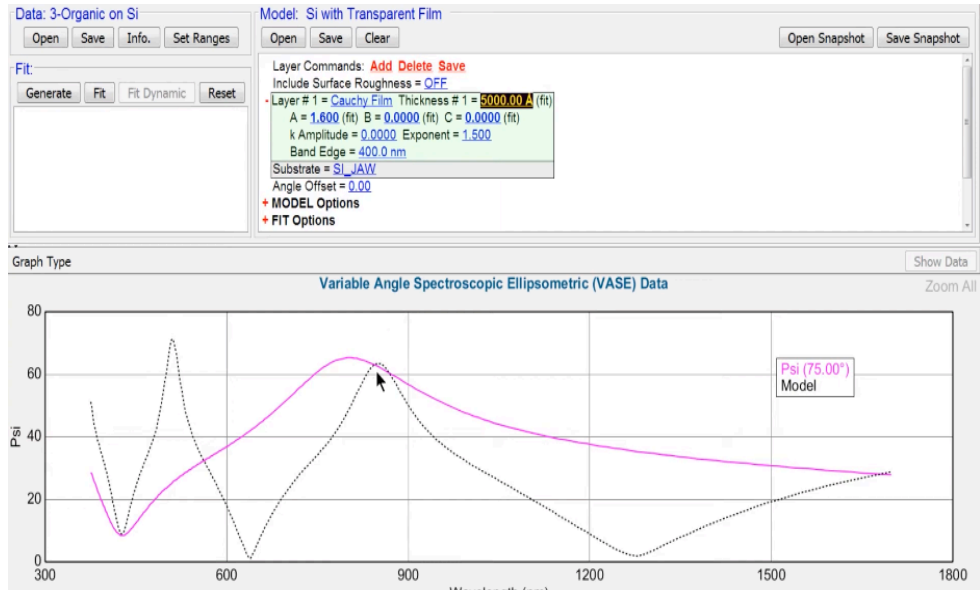 Data: 3-Organic on Si
Open Save Info. Set Ranges
Fit:
Generate Fit Fit Dynamic Reset
Model: Si with Transparent Film
Open Save Clear Open Snapshot Save Snapshot
Layer Commands: Add Delete Save
Include Surface Roughness = OFF
- Layer # 1 = Cauchy Film Thickness # 1 = 5000.00 Å (fit)
A = 1.600 (fit) B = 0.0000 (fit) C = 0.0000 (fit)
k Amplitude = 0.0000 Exponent = 1.500
Band Edge = 400.0 nm
Substrate = SI_JAW
Angle Offset = 0.00
+ MODEL Options
+ FIT Options
Graph Type Show Data
Variable Angle Spectroscopic Ellipsometric (VASE) Data
Zoom All
80
60
40
20
0
Psi
Psi (75.00°)
Model
300 600 900 1200 1500 1800
Wavelength (nm)